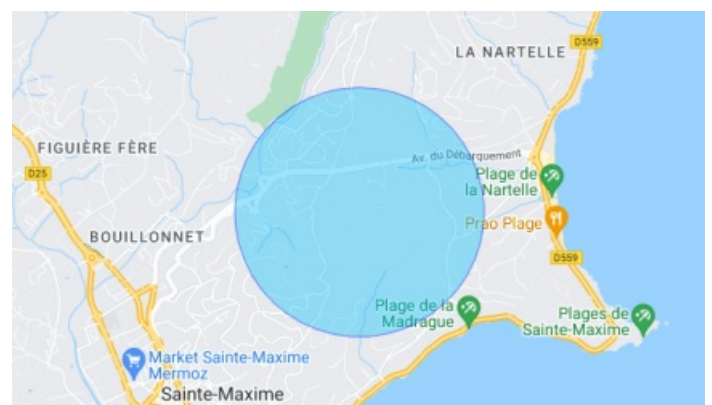 LA NARTELLE
D559
FIGUIÈRE FÈRE
Av. du Débarquement
D25
Plage de
la Nartelle
Prao Plage
BOUILLONNET
D559
Plage de la
Madrague
Plages de
Sainte-Maxime
Market Sainte-Maxime
Mermoz
Sainte-Maxime